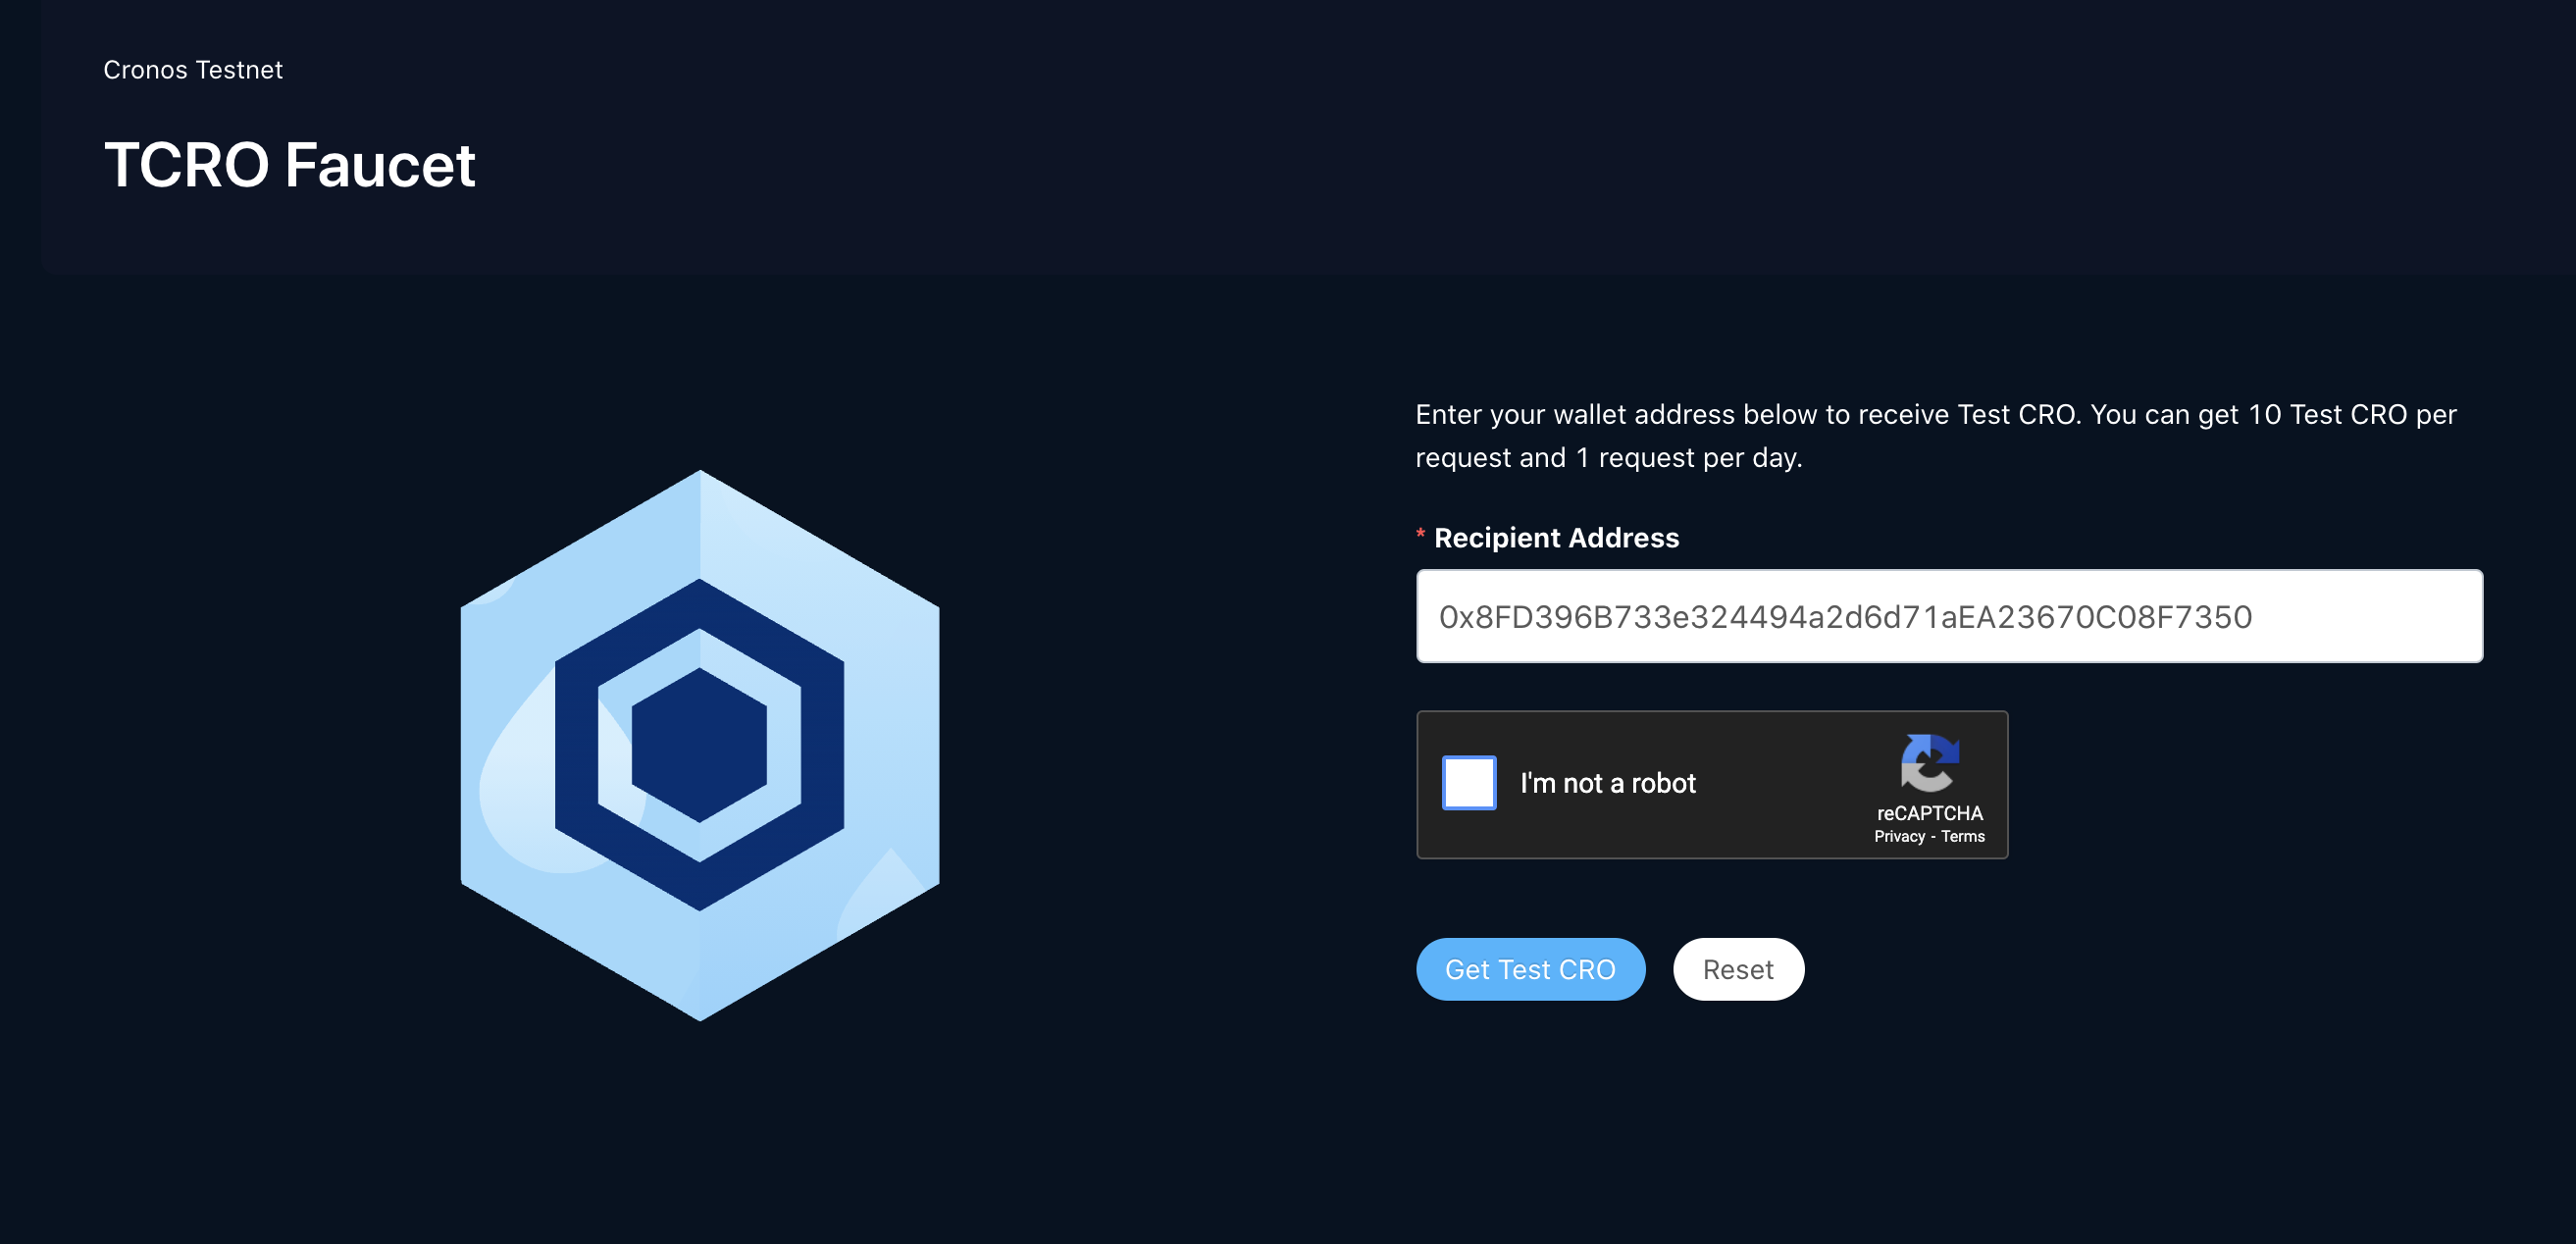 Cronos Testnet
TCRO Faucet
Enter your wallet address below to receive Test CRO. You can get 10 Test CRO per
request and 1 request per day.
* Recipient Address
0x8FD396B733e324494a2d6d71aEA23670C08F7350
I'm not a robot
reCAPTCHA
Privacy - Terms
Get Test CRO
Reset